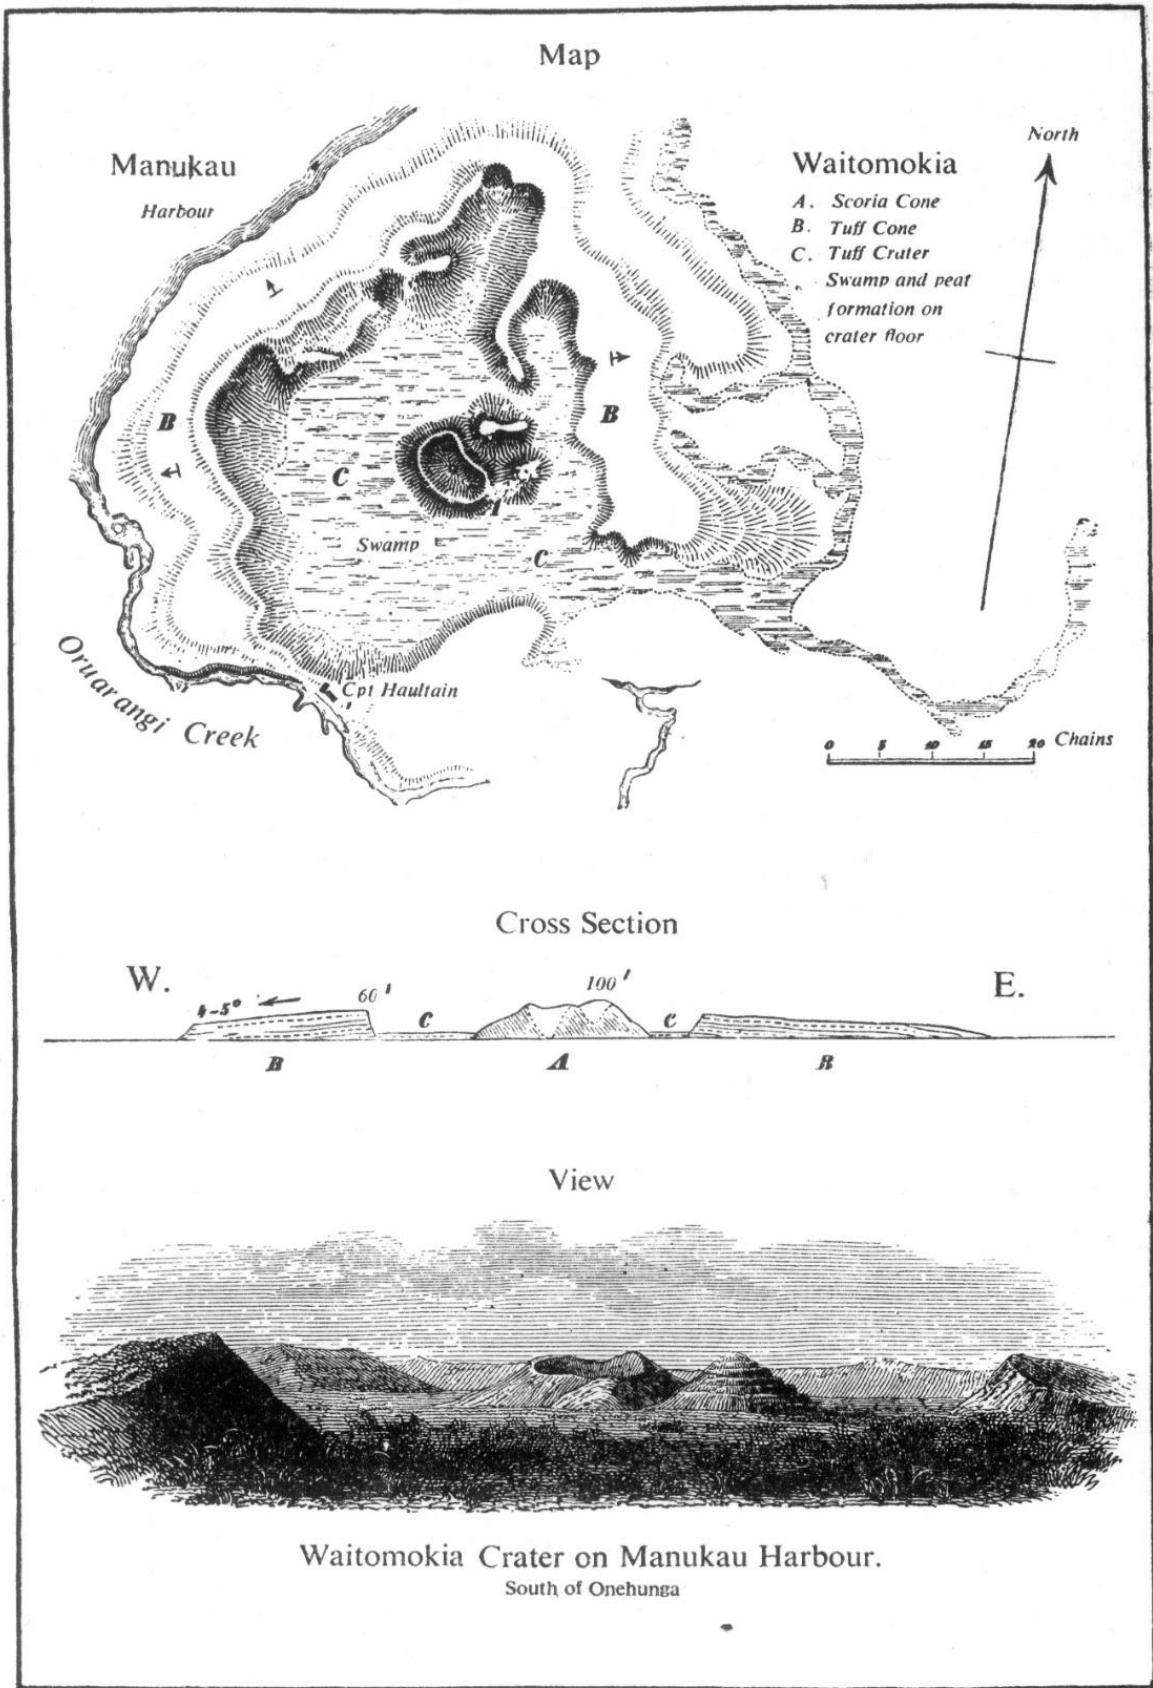 Map
Manukau
Harbour
North
Waitomokia
A. Scoria Cone
B. Tuff Cone
C. Tuff Crater
Swamp and peat
formation on
crater floor
B
B
C
A
Swamp
C
Cpt Haultain
Oruarangi Creek
0 5 10 15 20 Chains
Cross Section
W.
E.
4-5°
60'
100'
C
C
B
A
B
View
Waitomokia Crater on Manukau Harbour.
South of Onehunga